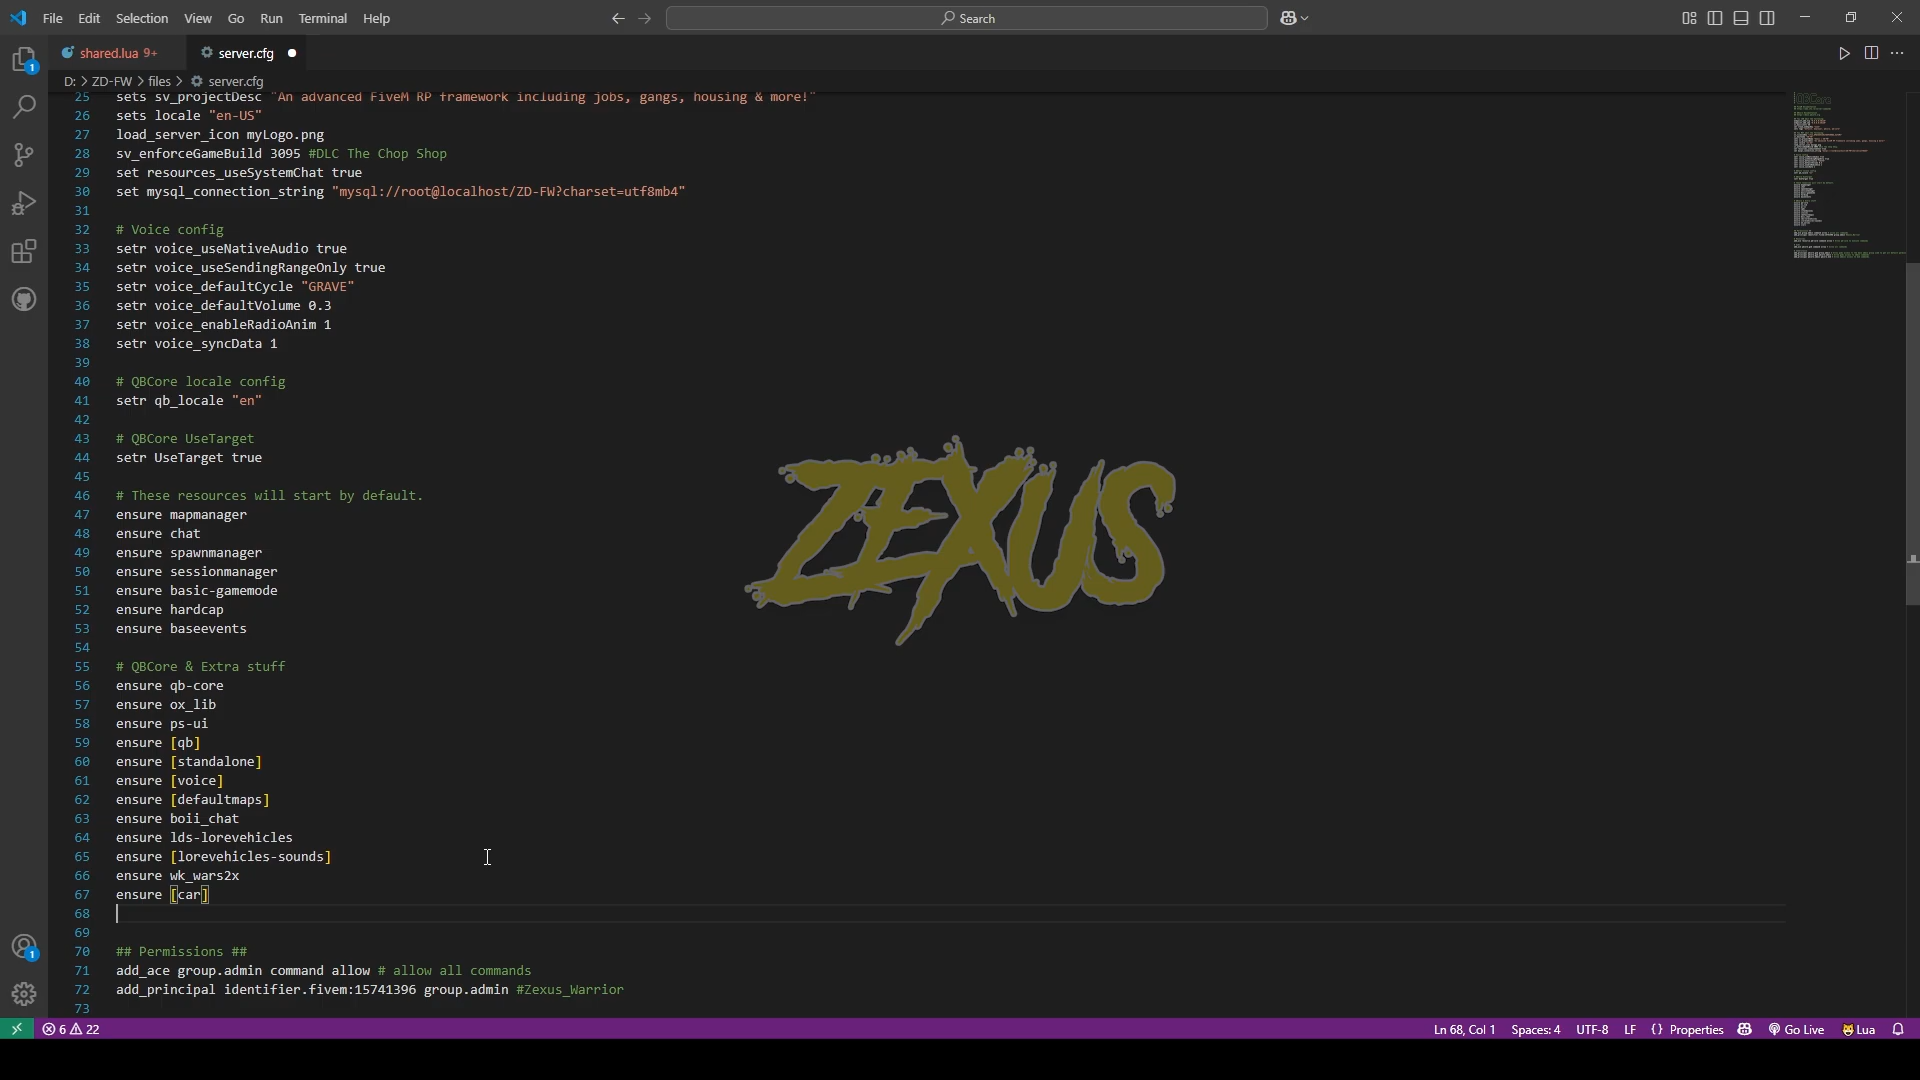 File Edit Selection View Go Run Terminal Help
Search
shared.lua 9+
server.cfg
D: > ZD-FW > files > server.cfg
25 sets sv_projectDesc "An advanced FiveM RP framework including jobs, gangs, housing & more!"
26 sets locale "en-US"
27 load_server_icon myLogo.png
28 sv_enforceGameBuild 3095 #DLC The Chop Shop
29 set resources_useSystemChat true
30 set mysql_connection_string "mysql://root@localhost/ZD-FW?charset=utf8mb4"
31
32 # Voice config
33 setr voice_useNativeAudio true
34 setr voice_useSendingRangeOnly true
35 setr voice_defaultCycle "GRAVE"
36 setr voice_defaultVolume 0.3
37 setr voice_enableRadioAnim 1
38 setr voice_syncData 1
39
40 # QBCore locale config
41 setr qb_locale "en"
42
43 # QBCore UseTarget
44 setr UseTarget true
45
46 # These resources will start by default.
47 ensure mapmanager
48 ensure chat
49 ensure spawnmanager
50 ensure sessionmanager
51 ensure basic-gamemode
52 ensure hardcap
53 ensure baseevents
54
55 # QBCore & Extra stuff
56 ensure qb-core
57 ensure ox_lib
58 ensure ps-ui
59 ensure [qb]
60 ensure [standalone]
61 ensure [voice]
62 ensure [defaultmaps]
63 ensure boii_chat
64 ensure lds-lorevehicles
65 ensure [lorevehicles-sounds]
66 ensure wk_wars2x
67 ensure [car]
68
69
70 ## Permissions ##
71 add_ace group.admin command allow # allow all commands
72 add_principal identifier.fivem:15741396 group.admin #Zexus_Warrior
73
ZEXUS
1
1
6 22
Ln 68, Col 1 Spaces: 4 UTF-8 LF {} Properties Go Live Lua